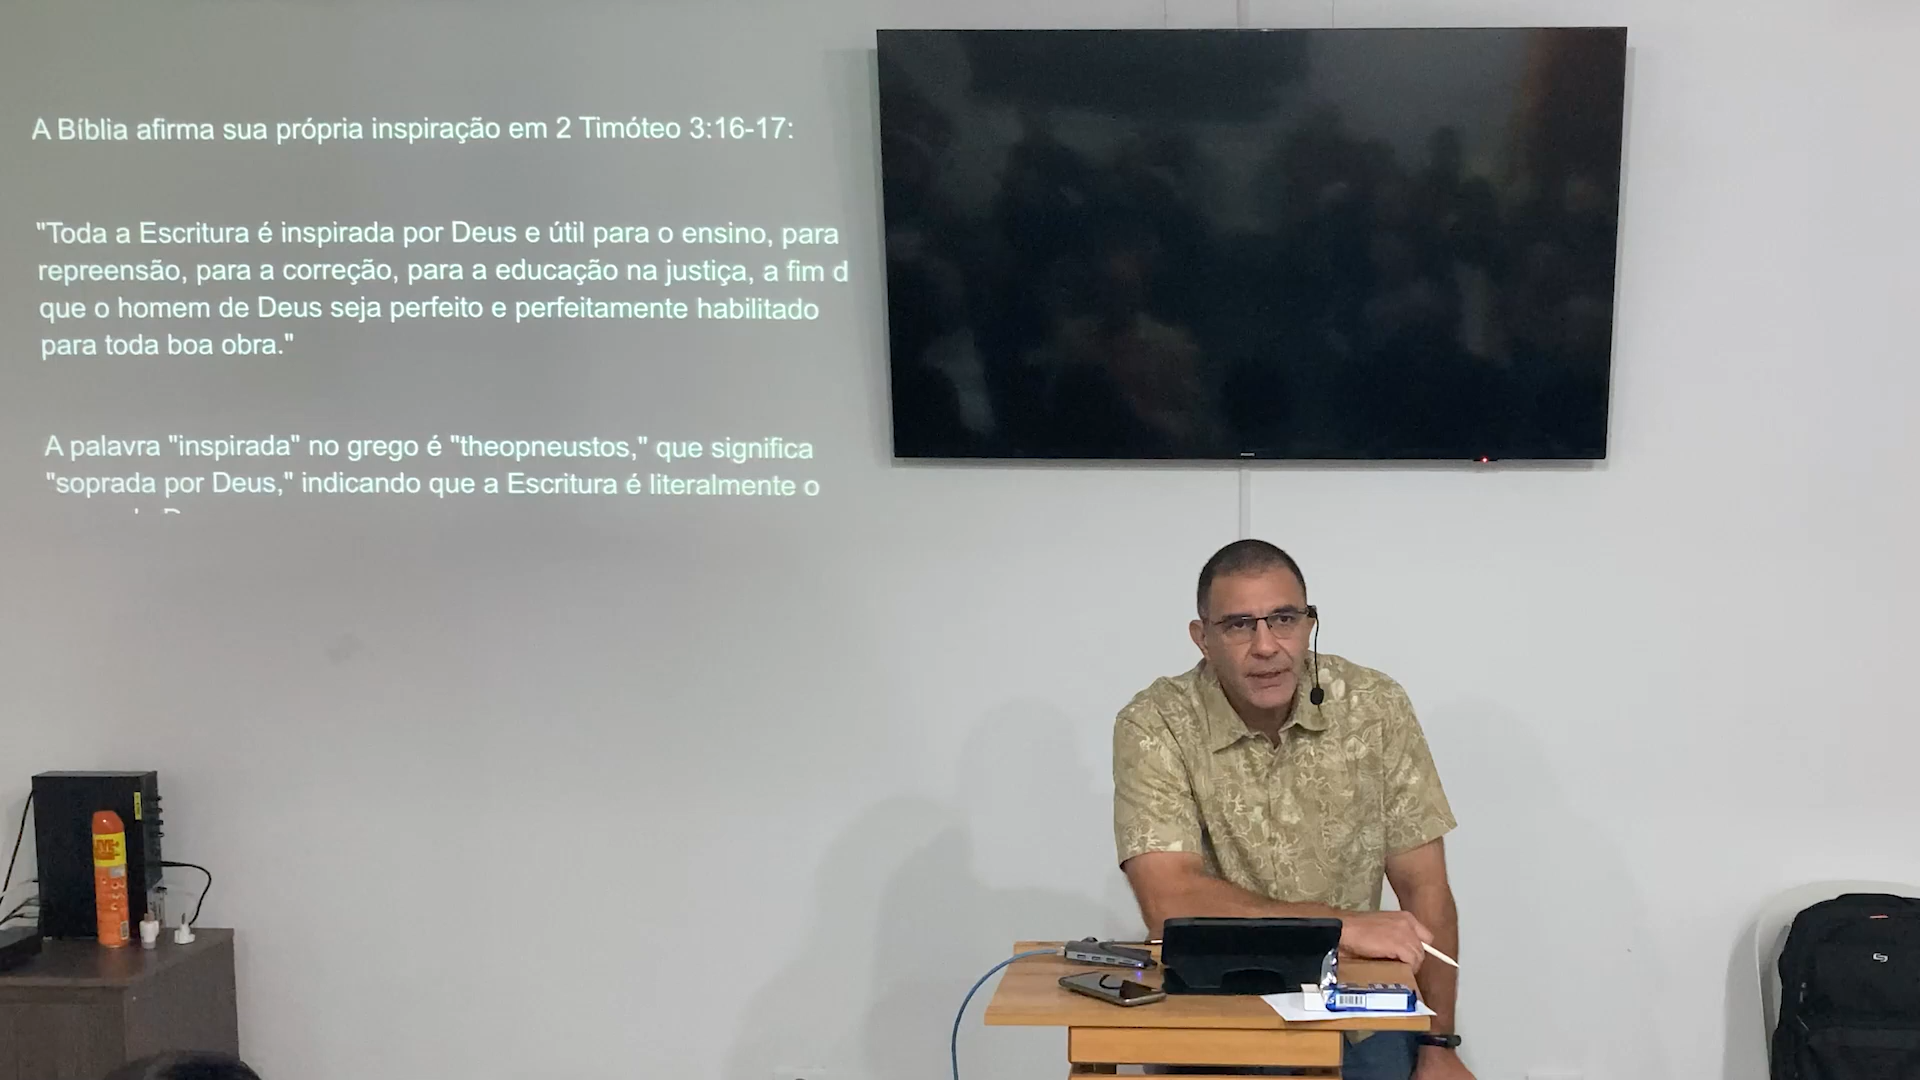 A Bíblia afirma sua própria inspiração em 2 Timóteo 3:16-17:
"Toda a Escritura é inspirada por Deus e útil para o ensino, para
repreensão, para a correção, para a educação na justiça, a fim d
que o homem de Deus seja perfeito e perfeitamente habilitado
para toda boa obra."
A palavra "inspirada" no grego é "theopneustos," que significa
"soprada por Deus," indicando que a Escritura é literalmente o